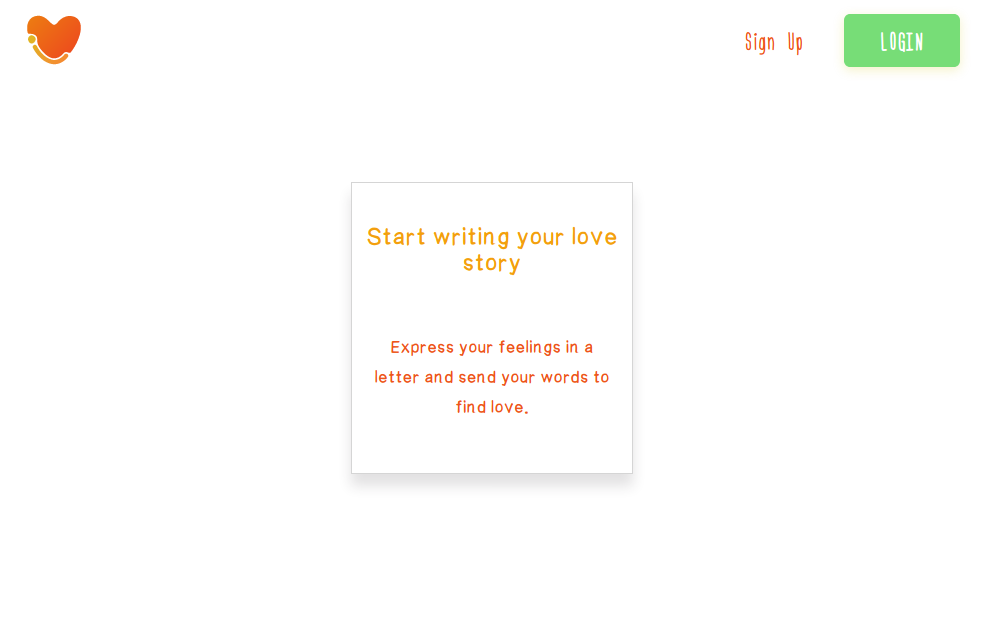 Sign Up
LOGIN
Start writing your love
story
Express your feelings in a
letter and send your words to
find love.